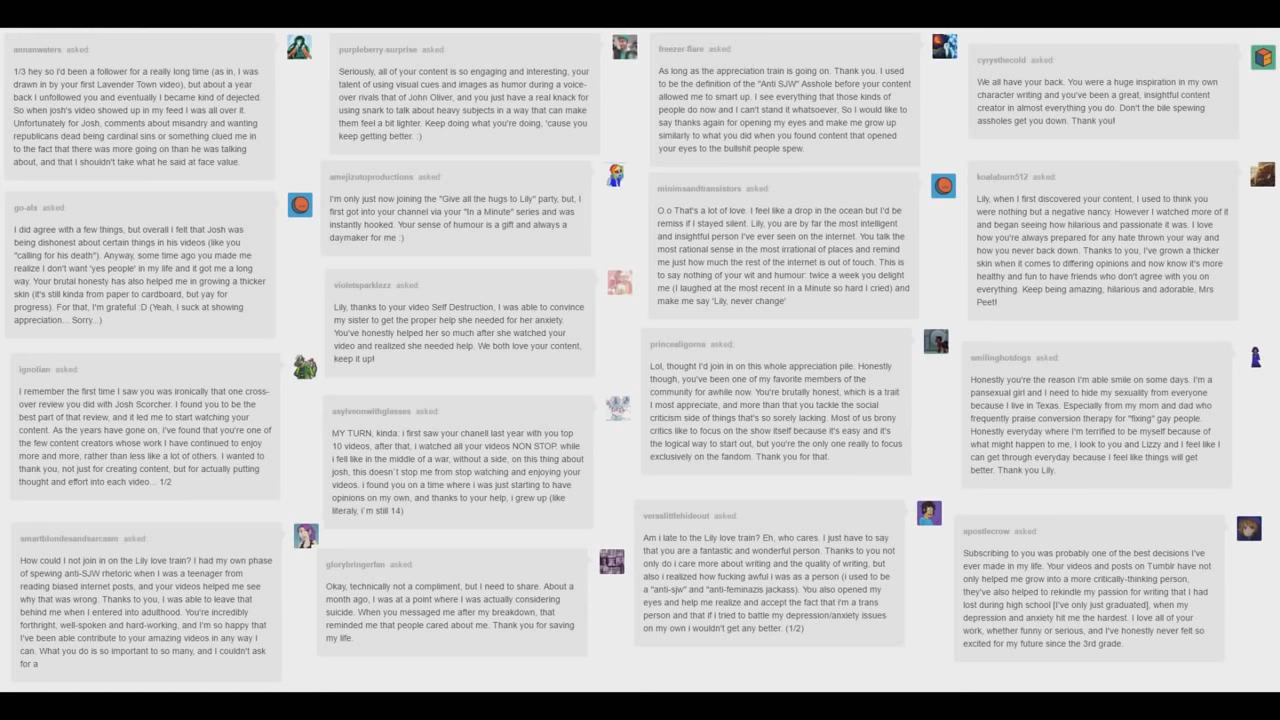 annanwaters asked:
1/3 hey so i'd been a follower for a really long time (as in, I was
drawn in by your first Lavender Town video), but about a year
back I unfollowed you and eventually I became kind of dejected.
So when josh's video showed up in my feed I was all over it.
Unfortunately for Josh, comments about misandry and wanting
republicans dead being cardinal sins or something clued me in
to the fact that there was more going on than he was talking
about, and that I shouldn't take what he said at face value.
go-alx asked:
I did agree with a few things, but overall I felt that Josh was
being dishonest about certain things in his videos (like you
"calling for his death"). Anyway, some time ago you made me
realize I don't want 'yes people' in my life and it got me a long
way. Your brutal honesty has also helped me in growing a thicker
skin (it's still kinda from paper to cardboard, but yay for
progress). For that, I'm grateful :D (Yeah, I suck at showing
appreciation... Sorry...)
ignolian asked:
I remember the first time I saw you was ironically that one cross-
over review you did with Josh Scorcher. I found you to be the
best part of that review, and it led me to start watching your
content. As the years have gone on, I've found that you're one of
the few content creators whose work I have continued to enjoy
more and more, rather than less like a lot of others. I wanted to
thank you, not just for creating content, but for actually putting
thought and effort into each video... 1/2
smartblondesandsarcasm asked:
How could I not join in on the Lily love train? I had my own phase
of spewing anti-SJW rhetoric when I was a teenager from
reading biased internet posts, and your videos helped me see
why that was wrong. Thanks to you, I was able to leave that
behind me when I entered into adulthood. You're incredibly
forthright, well-spoken and hard-working, and I'm so happy that
I've been able contribute to your amazing videos in any way I
can. What you do is so important to so many, and I couldn't ask
for a
purpleberry-surprise asked:
Seriously, all of your content is so engaging and interesting, your
talent of using visual cues and images as humor during a voice-
over rivals that of John Oliver, and you just have a real knack for
using snark to talk about heavy subjects in a way that can make
them feel a bit lighter. Keep doing what you're doing, 'cause you
keep getting better. :)
amejizutoproductions asked:
I'm only just now joining the "Give all the hugs to Lily" party, but, I
first got into your channel via your "In a Minute" series and was
instantly hooked. Your sense of humour is a gift and always a
daymaker for me :)
violetsparklezz asked:
Lily, thanks to your video Self Destruction, I was able to convince
my sister to get the proper help she needed for her anxiety.
You've honestly helped her so much after she watched your
video and realized she needed help. We both love your content,
keep it up!
asylveonwithglasses asked:
MY TURN, kinda: i first saw your chanell last year with you top
10 videos, after that, i watched all your videos NON STOP, while
i fell like in the middle of a war, without a side, on this thing about
josh, this doesn´t stop me from stop watching and enjoying your
videos. i found you on a time where i was just starting to have
opinions on my own, and thanks to your help, i grew up (like
literaly, i´m still 14)
glorybringerfen asked:
Okay, technically not a compliment, but I need to share. About a
month ago, I was at a point where I was actually considering
suicide. When you messaged me after my breakdown, that
reminded me that people cared about me. Thank you for saving
my life.
freezer-flare asked:
As long as the appreciation train is going on. Thank you. I used
to be the definition of the "Anti SJW" Asshole before your content
allowed me to smart up. I see everything that those kinds of
people do now and I can't stand it whatsoever, So I would like to
say thanks again for opening my eyes and make me grow up
similarly to what you did when you found content that opened
your eyes to the bullshit people spew.
minimsandtransistors asked:
O.o That's a lot of love. I feel like a drop in the ocean but I'd be
remiss if I stayed silent. Lily, you are by far the most intelligent
and insightful person I've ever seen on the internet. You talk the
most rational sense in the most irrational of places and remind
me just how much the rest of the internet is out of touch. This is
to say nothing of your wit and humour: twice a week you delight
me (I laughed at the most recent In a Minute so hard I cried) and
make me say 'Lily, never change'
princealigorna asked:
Lol, thought I'd join in on this whole appreciation pile. Honestly
though, you've been one of my favorite members of the
community for awhile now. You're brutally honest, which is a trait
I most appreciate, and more than that you tackle the social
criticism side of things that's so sorely lacking. Most of us brony
critics like to focus on the show itself because it's easy and it's
the logical way to start out, but you're the only one really to focus
exclusively on the fandom. Thank you for that.
veraslittlehideout asked:
Am i late to the Lily love train? Eh, who cares. I just have to say
that you are a fantastic and wonderful person. Thanks to you not
only do i care more about writing and the quality of writing, but
also i realized how fucking awful i was as a person (i used to be
a "anti-sjw" and "anti-feminazis jackass). You also opened my
eyes and help me realize and accept the fact that i'm a trans
person and that if i tried to battle my depression/anxiety issues
on my own i wouldn't get any better. (1/2)
cyrysthecold asked:
We all have your back. You were a huge inspiration in my own
character writing and you've been a great, insightful content
creator in almost everything you do. Don't the bile spewing
assholes get you down. Thank you!
koalaburn512 asked:
Lily, when I first discovered your content, I used to think you
were nothing but a negative nancy. However I watched more of it
and began seeing how hilarious and passionate it was. I love
how you're always prepared for any hate thrown your way and
how you never back down. Thanks to you, I've grown a thicker
skin when it comes to differing opinions and now know it's more
healthy and fun to have friends who don't agree with you on
everything. Keep being amazing, hilarious and adorable, Mrs
Peet!
smilinghotdogs asked:
Honestly you're the reason I'm able smile on some days. I'm a
pansexual girl and I need to hide my sexuality from everyone
because I live in Texas. Especially from my mom and dad who
frequently praise conversion therapy for "fixing" gay people.
Honestly everyday where I'm terrified to be myself because of
what might happen to me, I look to you and Lizzy and I feel like I
can get through everyday because I feel like things will get
better. Thank you Lily.
apostlecrow asked:
Subscribing to you was probably one of the best decisions I've
ever made in my life. Your videos and posts on Tumblr have not
only helped me grow into a more critically-thinking person,
they've also helped to rekindle my passion for writing that I had
lost during high school [I've only just graduated], when my
depression and anxiety hit me the hardest. I love all of your
work, whether funny or serious, and I've honestly never felt so
excited for my future since the 3rd grade.